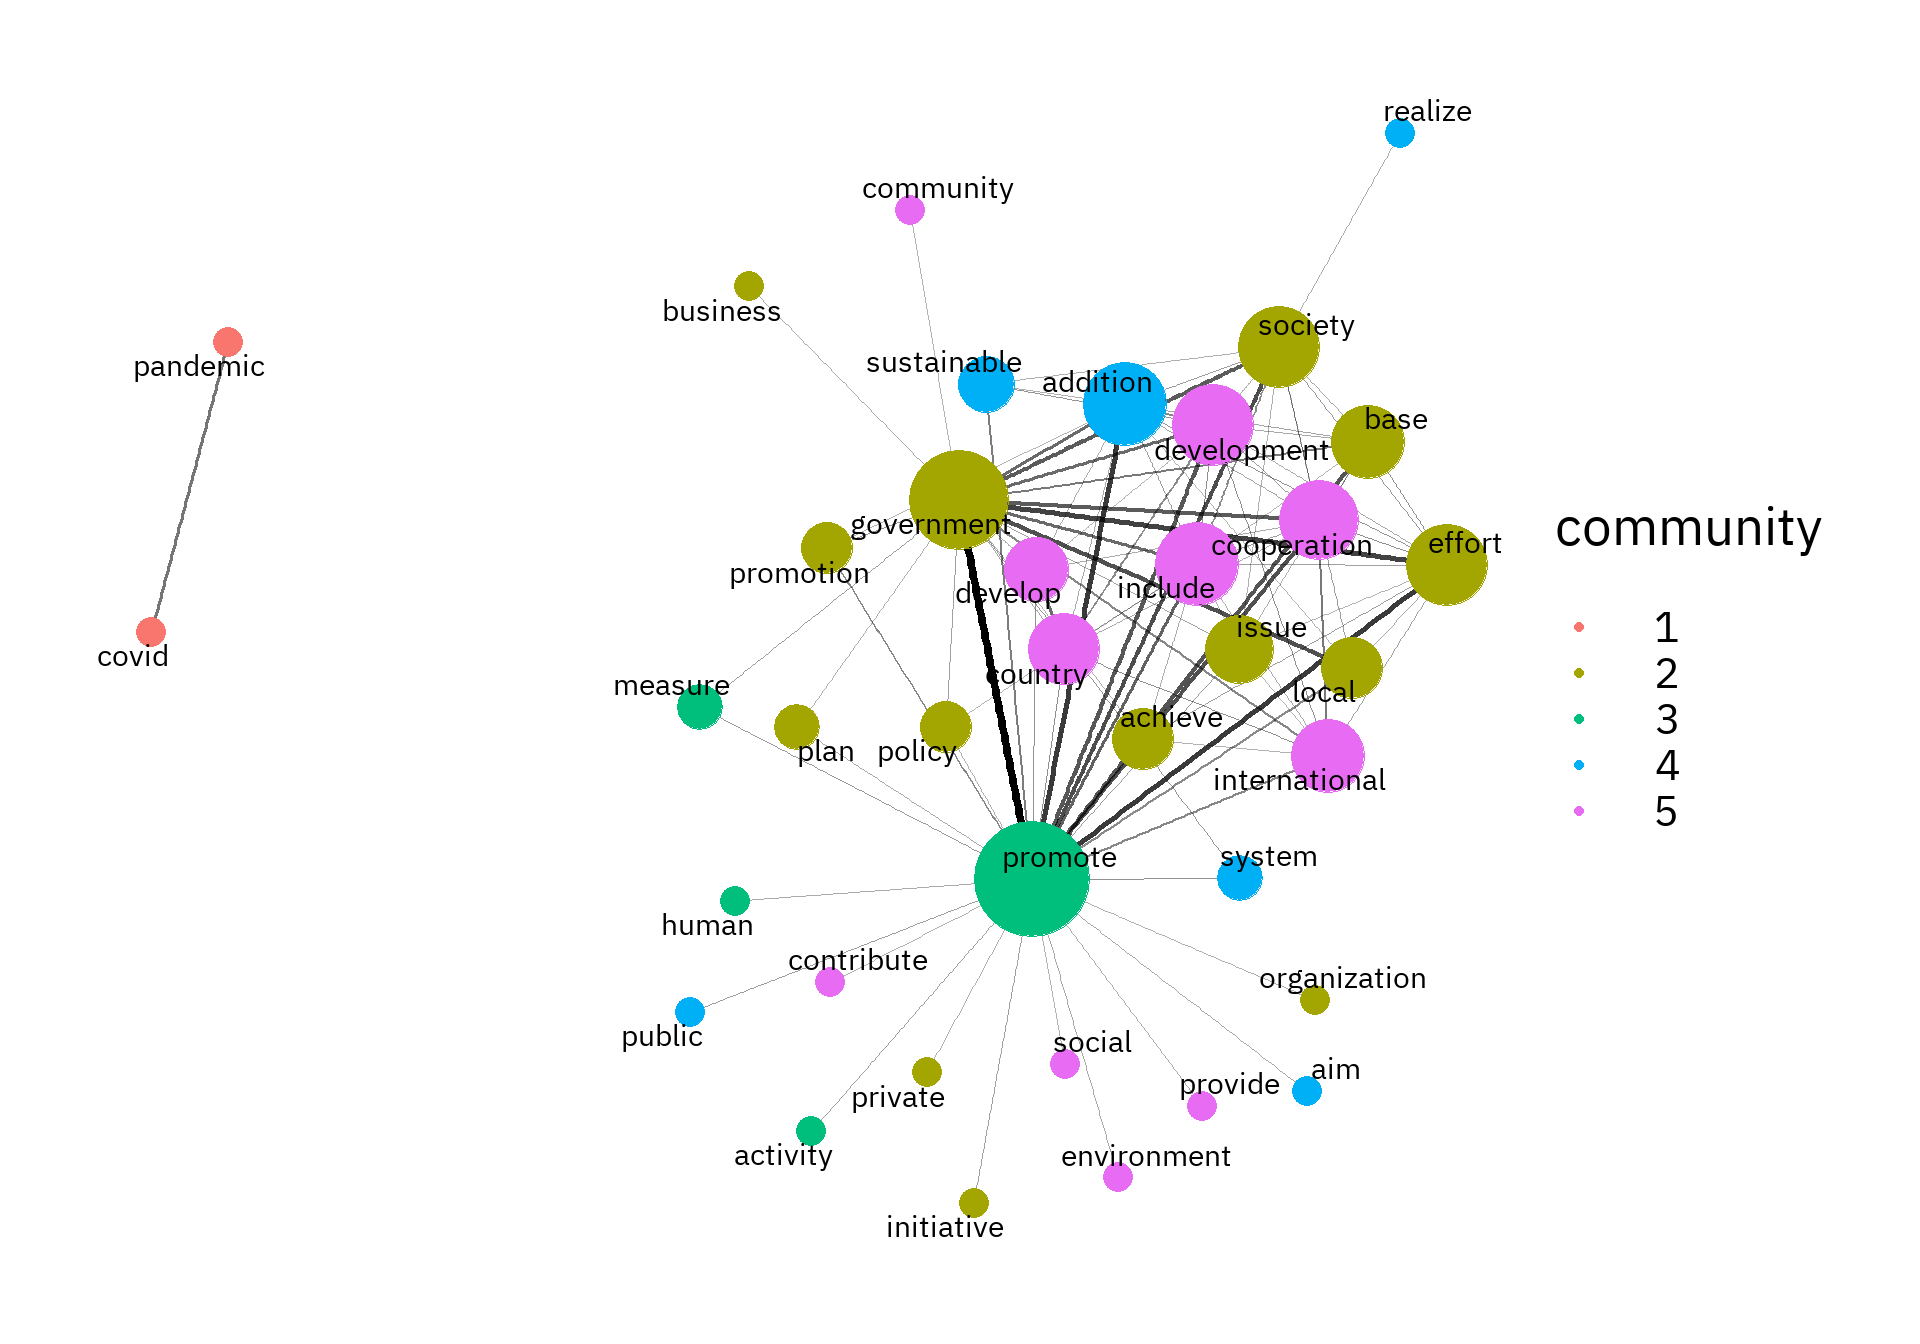 realize
community
business
pandemic
society
sustainable
addition
base
development
government
cooperation
effort
community
promotion
develop
include
issue
1
covid
measure
country
local
2
plan
policy
achieve
3
international
4
5
promote
system
human
contribute
organization
public
social
aim
private
provide
activity
environment
initiative